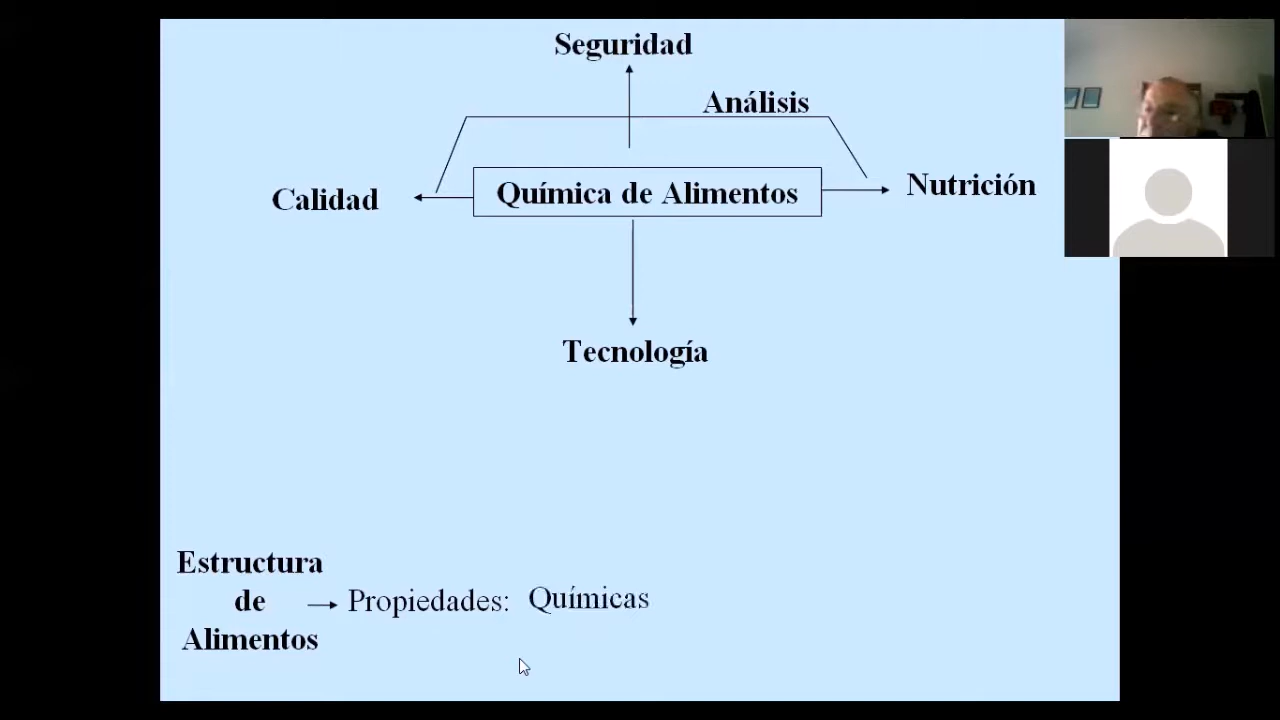 Seguridad
Análisis
Calidad
Química de Alimentos
Nutrición
Tecnología
Estructura
de
Alimentos
Propiedades: Químicas